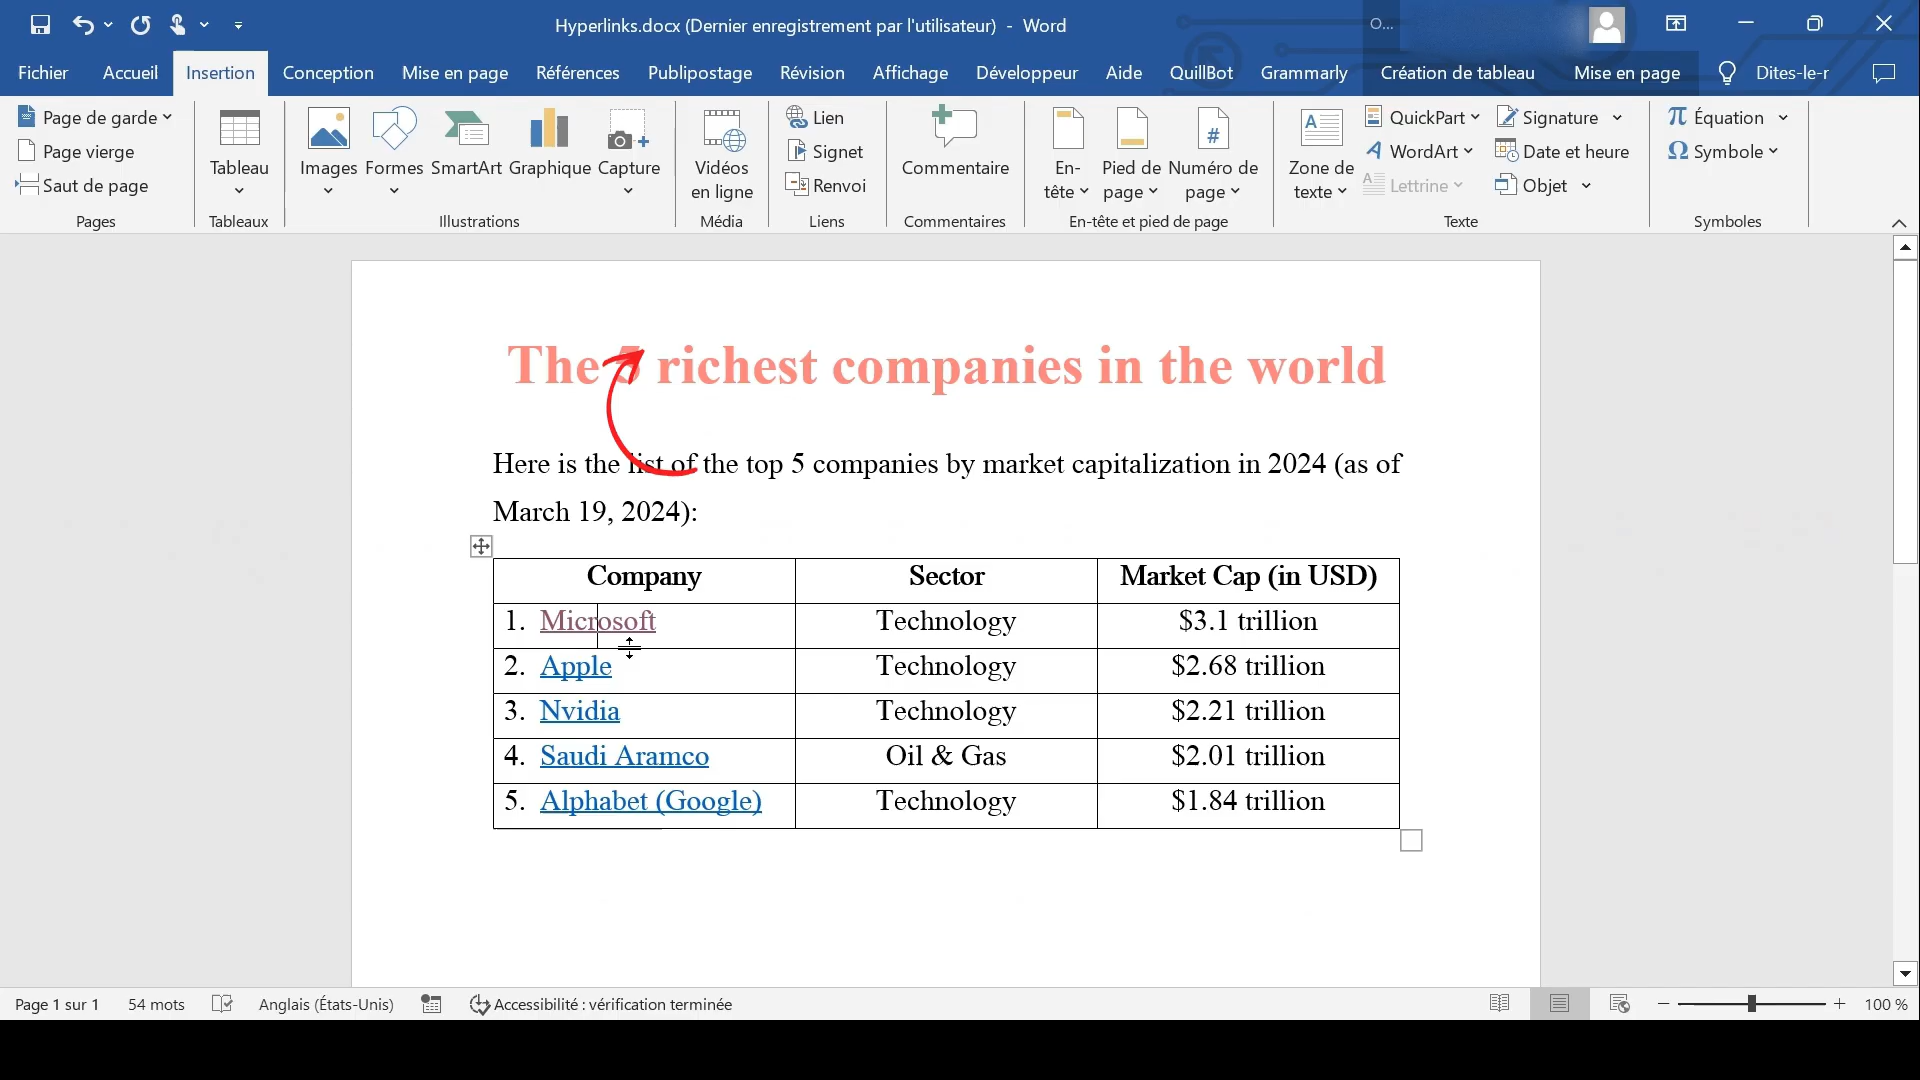 Hyperlinks.docx (Dernier enregistrement par l'utilisateur) - Word
O...
Fichier Accueil Insertion Conception Mise en page Références Publipostage Révision Affichage Développeur Aide QuillBot Grammarly Création de tableau Mise en page Dites-le-r
Page de garde
Page vierge
Saut de page
Pages
Tableau
Tableaux
Images Formes SmartArt Graphique Capture
Illustrations
Vidéos
en ligne
Média
Lien
Signet
Renvoi
Liens
Commentaire
Commentaires
En-
tête
Pied de
page
Numéro de
page
#
En-tête et pied de page
Zone de
texte
A
QuickPart
WordArt
Lettrine
Signature
Date et heure
Objet
Texte
π Équation
Ω Symbole
Symboles
The 5 richest companies in the world
Here is the list of the top 5 companies by market capitalization in 2024 (as of
March 19, 2024):
Company Sector Market Cap (in USD)
1. Microsoft Technology $3.1 trillion
2. Apple Technology $2.68 trillion
3. Nvidia Technology $2.21 trillion
4. Saudi Aramco Oil & Gas $2.01 trillion
5. Alphabet (Google) Technology $1.84 trillion
Page 1 sur 1 54 mots Anglais (États-Unis) Accessibilité : vérification terminée 100 %